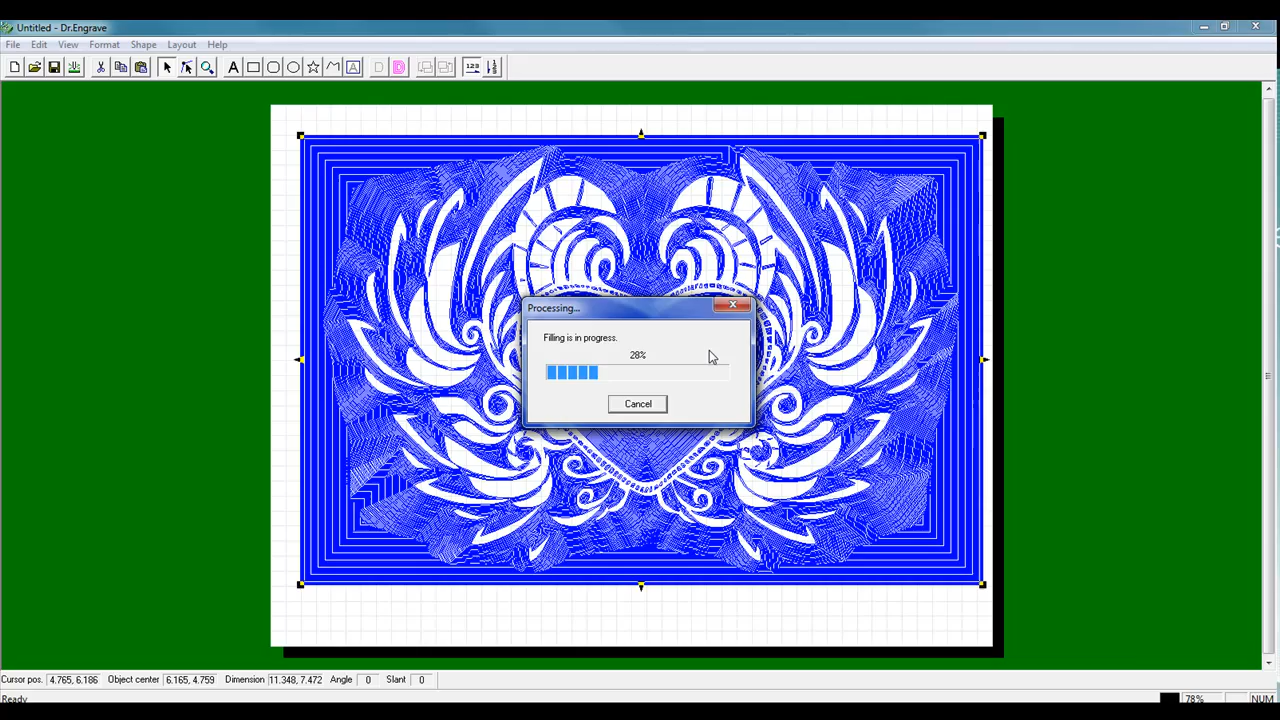 Untitled - Dr.Engrave
File Edit View Format Shape Layout Help
A A D D 123
Processing...
Filling is in progress.
28%
Cancel
Cursor pos. 4.765, 6.186 Object center 6.165, 4.759 Dimension 11.348, 7.472 Angle 0 Slant 0
Ready 78% NUM